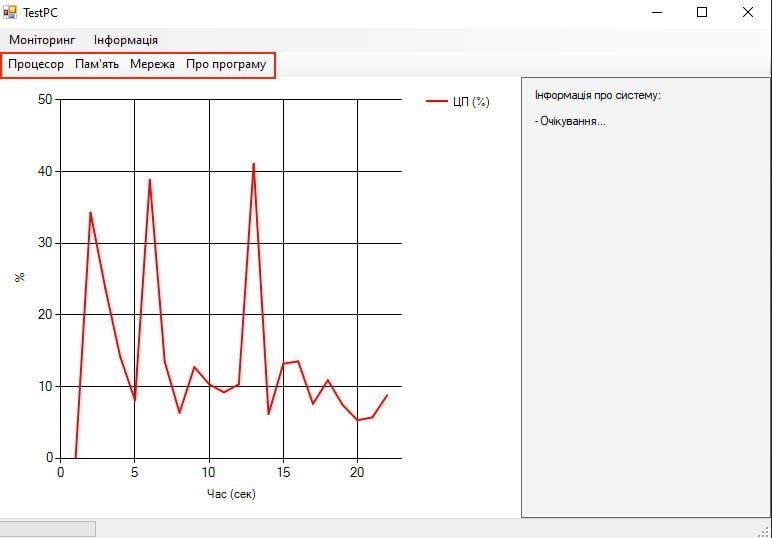 TestPC
Моніторинг Інформація
Процесор Пам'ять Мережа Про програму
50
40
30
20
10
0
%
0 5 10 15 20
Час (сек)
ЦП (%)
Інформація про систему:
- Очікування...